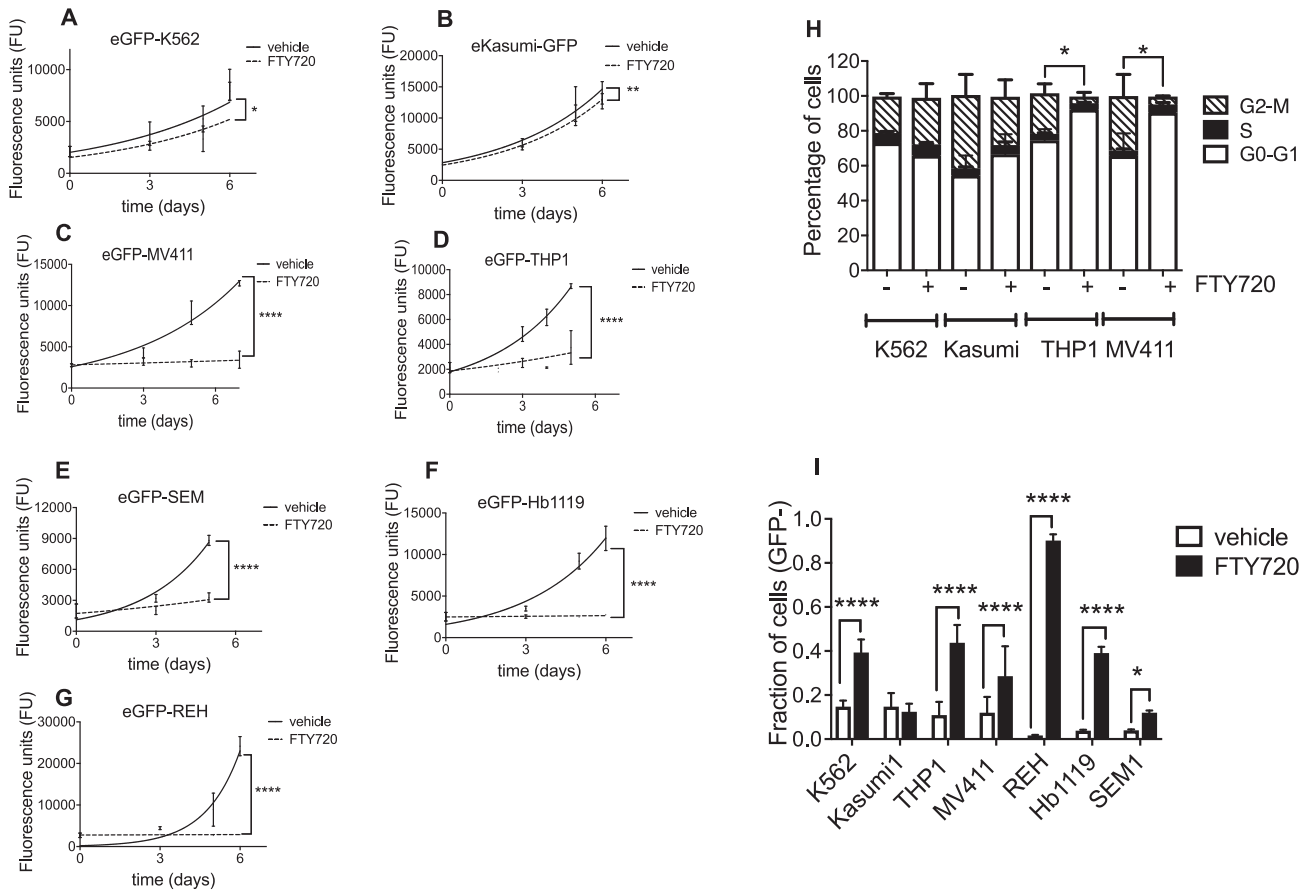 A
eGFP-K562
Fluorescence units (FU)
10000
5000
0
0 3 6
time (days)
vehicle
FTY720
*
B
eKasumi-GFP
Fluorescence units (FU)
20000
15000
10000
5000
0
0 3 6
time (days)
vehicle
FTY720
**
C
eGFP-MV411
Fluorescence units (FU)
15000
10000
5000
0
0 3 6
time (days)
vehicle
FTY720
****
D
eGFP-THP1
Fluorescence units (FU)
10000
8000
6000
4000
2000
0
0 3 6
time (days)
vehicle
FTY720
****
E
eGFP-SEM
Fluorescence units (FU)
12000
9000
6000
3000
0
0 3 6
time (days)
vehicle
FTY720
****
F
eGFP-Hb1119
Fluorescence units (FU)
15000
10000
5000
0
0 3 6
time (days)
vehicle
FTY720
****
G
eGFP-REH
Fluorescence units (FU)
30000
20000
10000
0
0 3 6
time (days)
vehicle
FTY720
****
H
Percentage of cells
120
100
80
60
40
20
0
* *
G2-M
S
G0-G1
- + - + - + - + FTY720
K562 Kasumi THP1 MV411
I
Fraction of cells (GFP-)
1.0
0.8
0.6
0.4
0.2
0.0
**** **** **** **** **** *
vehicle
FTY720
K562 Kasumi1 THP1 MV411 REH Hb1119 SEM1